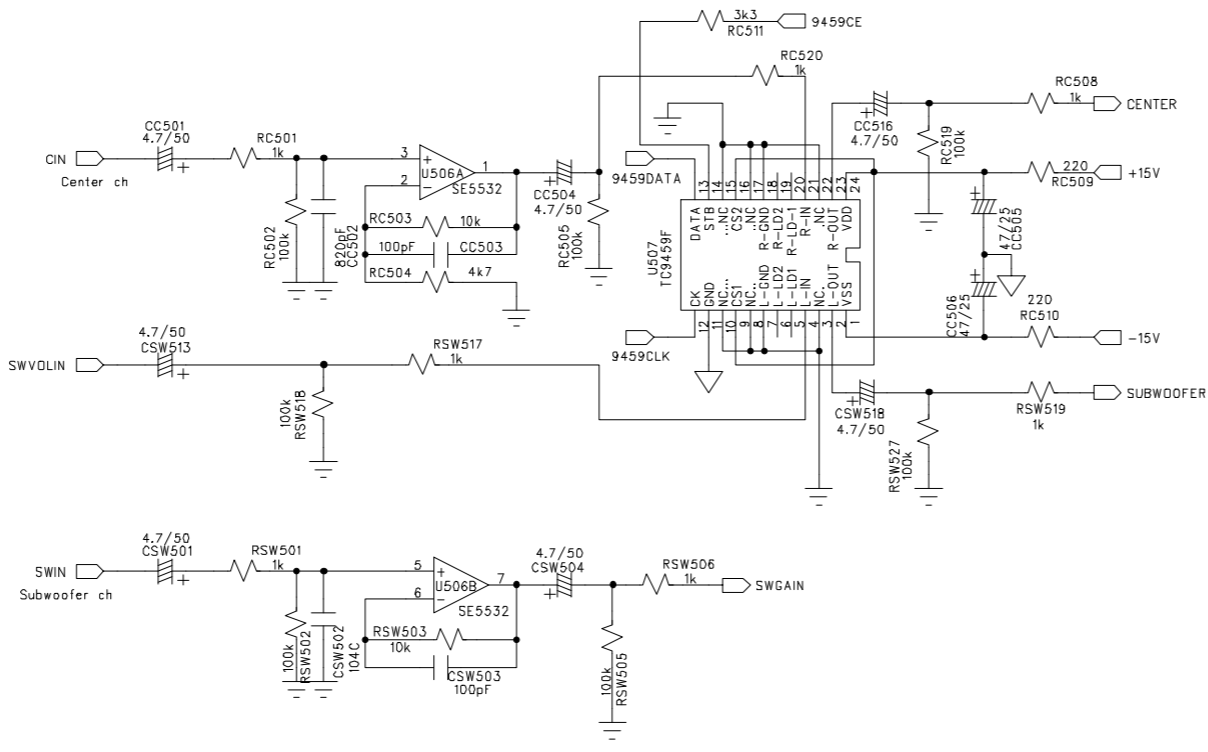 3k3
RC511
9459CE
RC520
1k
CC501
4.7/50
RC501
1k
CIN
Center ch
3
+
U506A
1
2
−
SE5532
CC504
4.7/50
RC502
100k
820pF
CC502
RC503
10k
100pF
CC503
RC504
4k7
RC505
100k
9459DATA
13
14
15
16
17
18
19
20
21
22
23
24
DATA
STB
..NC
CS2
..NC
R-GND
R-LD2
R-LD-1
R-IN
.NC
R-OUT
VDD
U507
TC9459F
CK
GND
NC...
CS1
NC..
L-GND
L-LD2
L-LD1
L-IN
NC.
L-OUT
VSS
12
11
10
9
8
7
6
5
4
3
2
1
9459CLK
+
CC516
4.7/50
RC519
100k
RC508
1k
CENTER
220
RC509
+15V
+
47/25
CC505
+
CC506
47/25
220
RC510
-15V
4.7/50
CSW513
+
SWVOLIN
RSW517
1k
100k
RSW518
+
CSW518
4.7/50
RSW527
100k
RSW519
1k
SUBWOOFER
4.7/50
CSW501
+
RSW501
1k
SWIN
Subwoofer ch
5
+
U506B
7
6
−
SE5532
100k
RSW502
CSW502
104C
RSW503
10k
CSW503
100pF
4.7/50
CSW504
+
RSW506
1k
SWGAIN
100k
RSW505